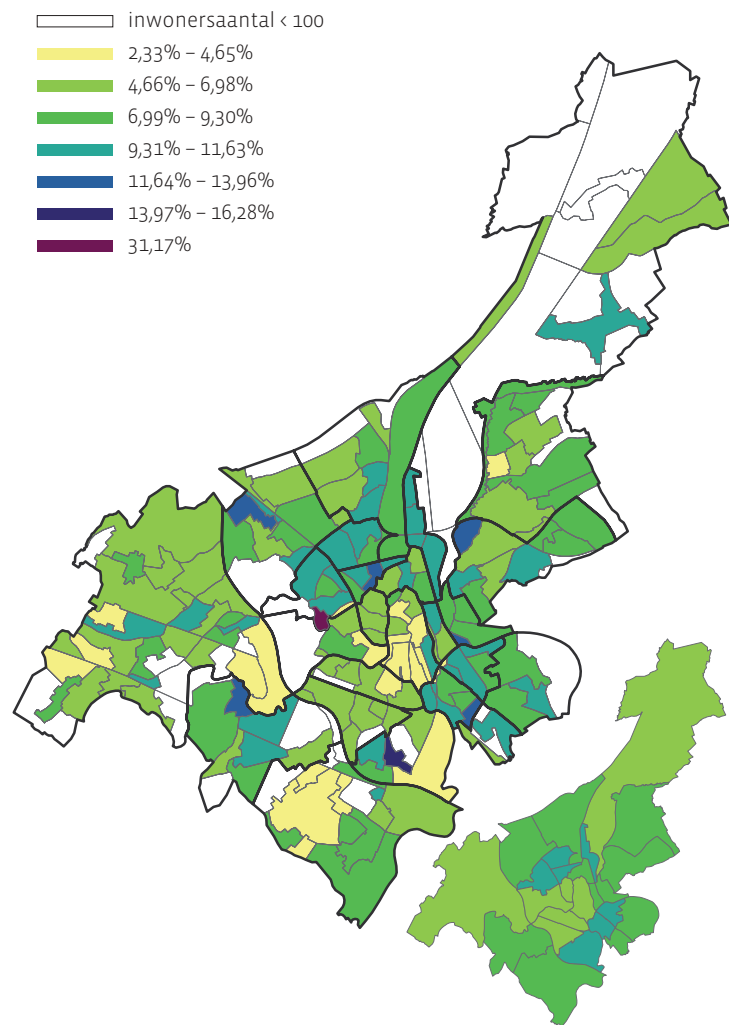 inwonersaantal < 100
2,33% – 4,65%
4,66% – 6,98%
6,99% – 9,30%
9,31% – 11,63%
11,64% – 13,96%
13,97% – 16,28%
31,17%